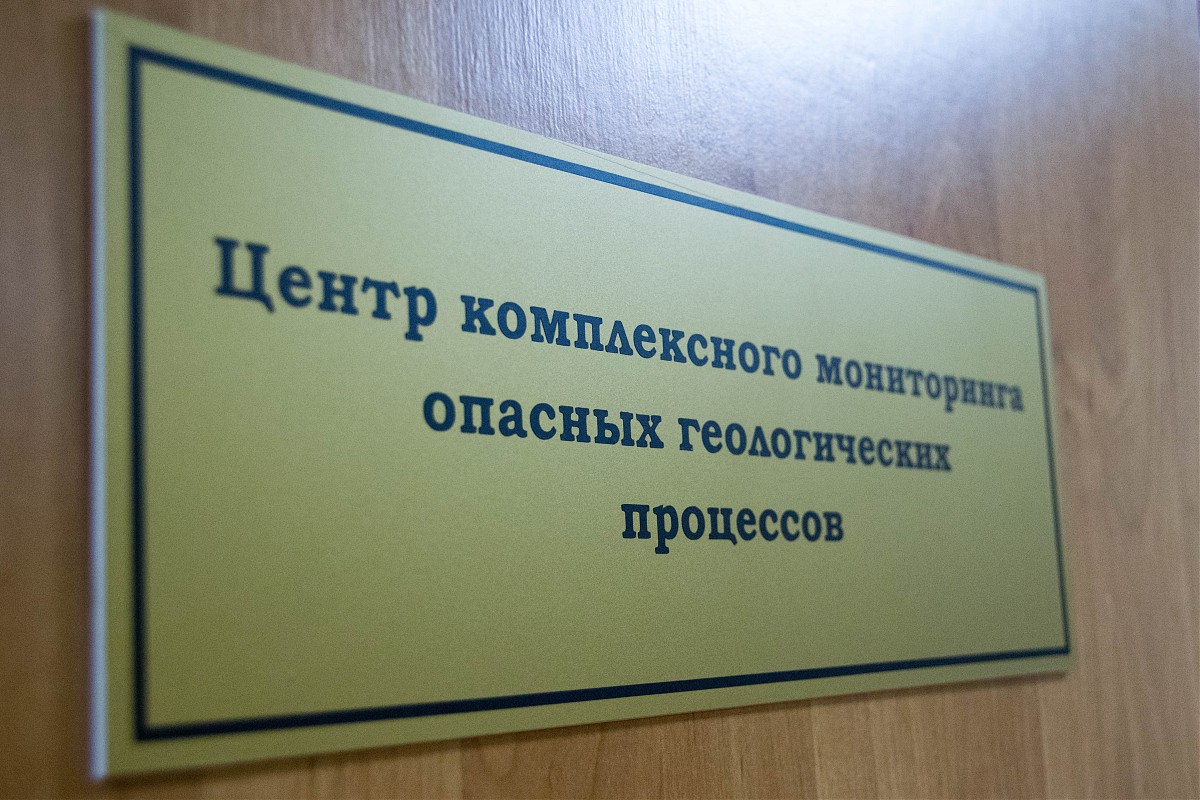 Центр комплексного мониторинга
опасных геологических
процессов